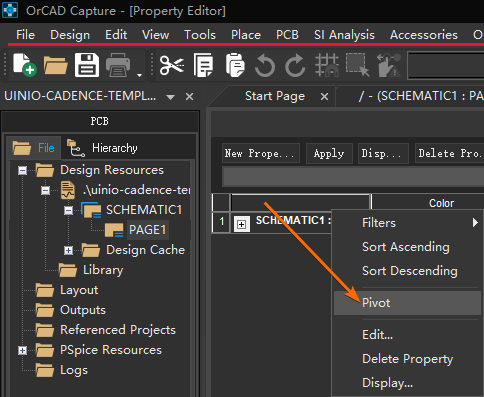 OrCAD Capture - [Property Editor]
File Design Edit View Tools Place PCB SI Analysis Accessories O
UINIO-CADENCE-TEMPL...
Start Page
/ - (SCHEMATIC1 : PA
PCB
File Hierarchy
New Prope... Apply Disp... Delete Pro
Design Resources
.\uinio-cadence-ter
SCHEMATIC1
PAGE1
Design Cache
Library
Layout
Outputs
Referenced Projects
PSpice Resources
Logs
Color
1 SCHEMATIC1 :
Filters
Sort Ascending
Sort Descending
Pivot
Edit...
Delete Property
Display...